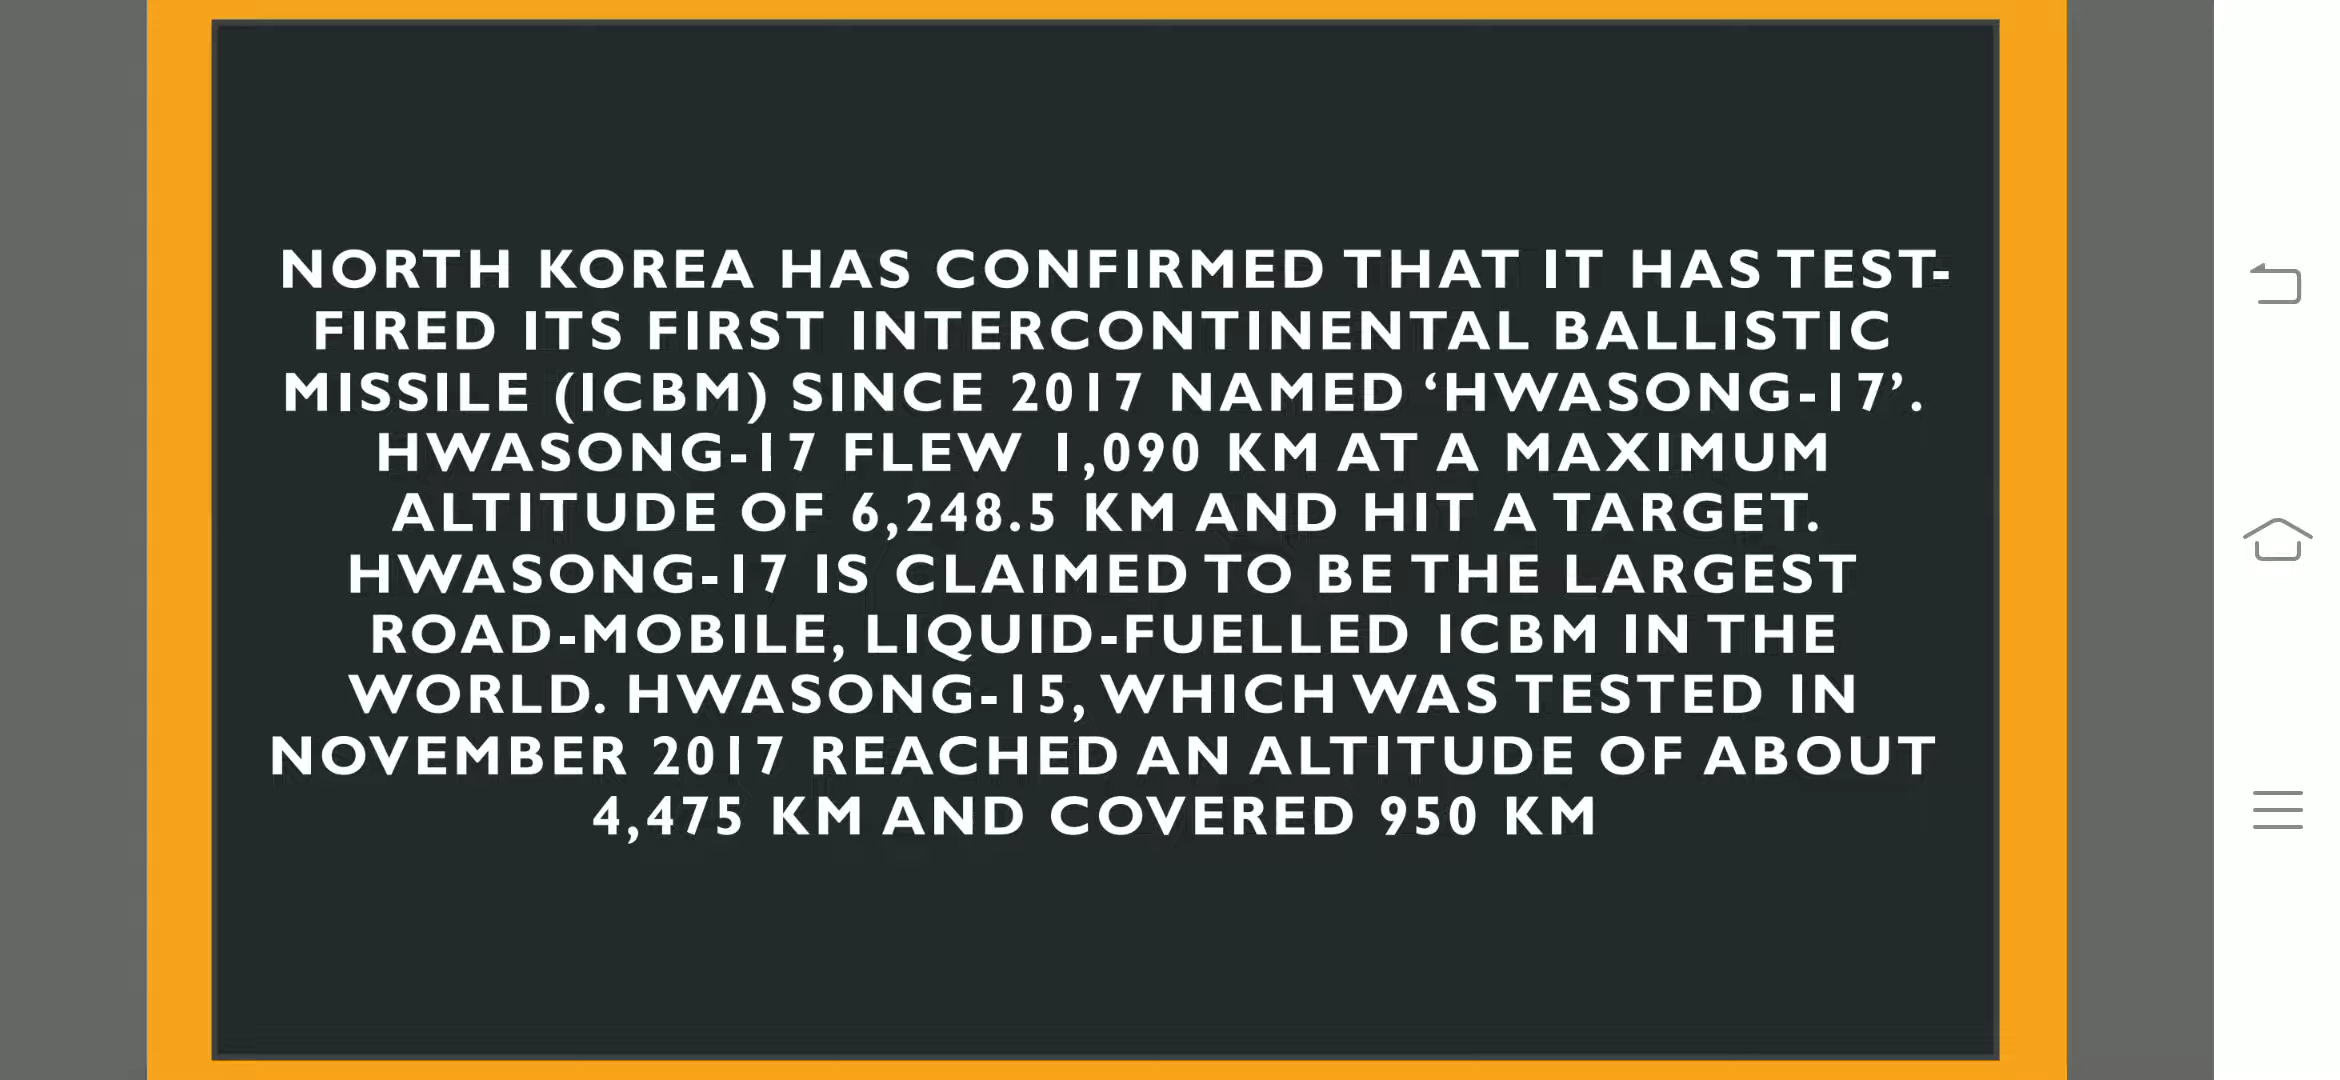 NORTH KOREA HAS CONFIRMED THAT IT HAS TEST-
FIRED ITS FIRST INTERCONTINENTAL BALLISTIC
MISSILE (ICBM) SINCE 2017 NAMED ‘HWASONG-17’.
HWASONG-17 FLEW 1,090 KM AT A MAXIMUM
ALTITUDE OF 6,248.5 KM AND HIT A TARGET.
HWASONG-17 IS CLAIMED TO BE THE LARGEST
ROAD-MOBILE, LIQUID-FUELLED ICBM IN THE
WORLD. HWASONG-15, WHICH WAS TESTED IN
NOVEMBER 2017 REACHED AN ALTITUDE OF ABOUT
4,475 KM AND COVERED 950 KM